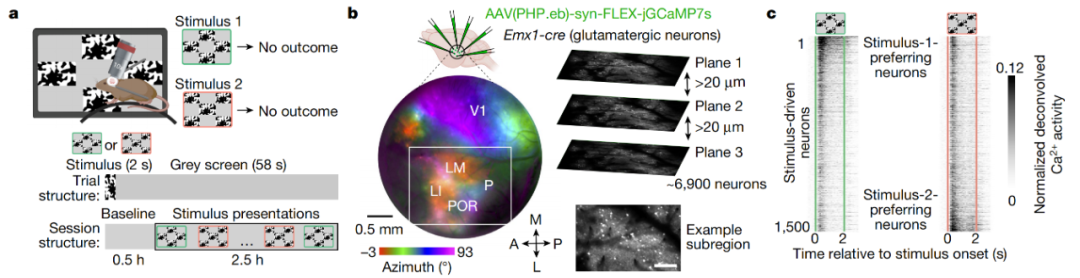 a
Stimulus 1
No outcome
Stimulus 2
No outcome
or
Stimulus (2 s)
Grey screen (58 s)
Trial
structure:
Baseline
Stimulus presentations
Session
structure:
...
0.5 h
2.5 h
b
AAV(PHP.eb)-syn-FLEX-jGCaMP7s
Emx1-cre (glutamatergic neurons)
Plane 1
>20 μm
Plane 2
>20 μm
Plane 3
~6,900 neurons
V1
LM
LI
P
POR
0.5 mm
M
A
P
L
–3
93
Azimuth (°)
Example
subregion
c
1
Stimulus-driven
neurons
1,500
Stimulus-1-
preferring
neurons
Stimulus-2-
preferring
neurons
0
2
0
2
Time relative to stimulus onset (s)
0.12
0
Normalized deconvolved
Ca2+ activity